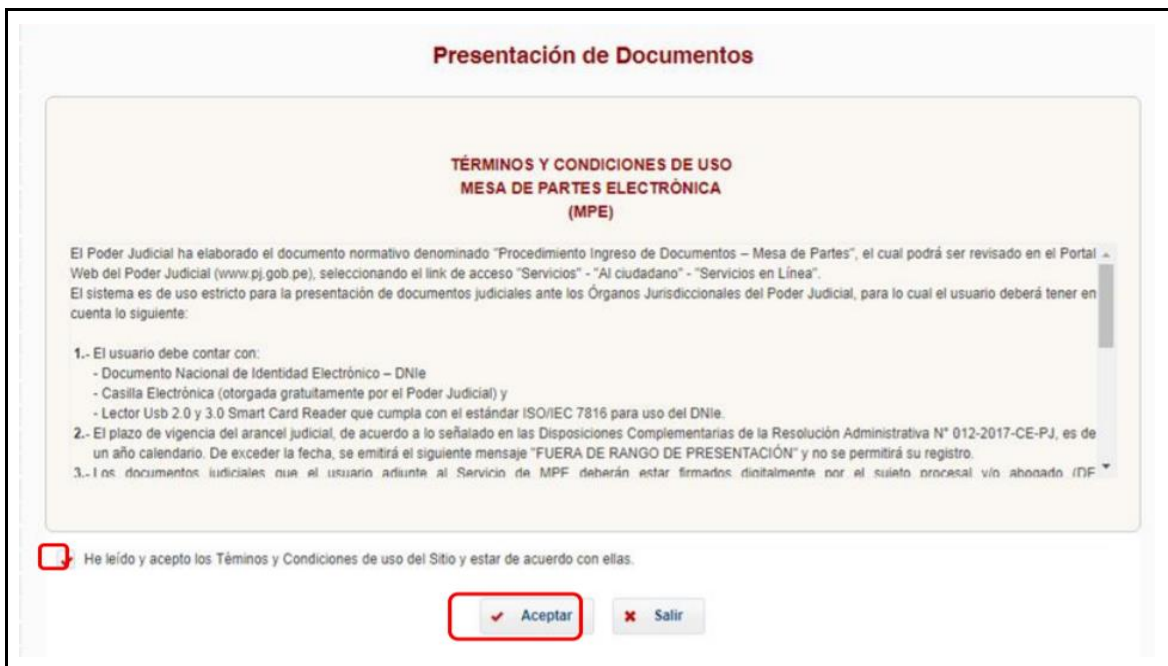 Presentación de Documentos
TÉRMINOS Y CONDICIONES DE USO
MESA DE PARTES ELECTRÓNICA
(MPE)
El Poder Judicial ha elaborado el documento normativo denominado "Procedimiento Ingreso de Documentos – Mesa de Partes", el cual podrá ser revisado en el Portal
Web del Poder Judicial (www.pj.gob.pe), seleccionando el link de acceso "Servicios" - "Al ciudadano" - "Servicios en Línea".
El sistema es de uso estricto para la presentación de documentos judiciales ante los Órganos Jurisdiccionales del Poder Judicial, para lo cual el usuario deberá tener en
cuenta lo siguiente:
1.- El usuario debe contar con:
- Documento Nacional de Identidad Electrónico – DNIe
- Casilla Electrónica (otorgada gratuitamente por el Poder Judicial) y
- Lector Usb 2.0 y 3.0 Smart Card Reader que cumpla con el estándar ISO/IEC 7816 para uso del DNIe.
2.- El plazo de vigencia del arancel judicial, de acuerdo a lo señalado en las Disposiciones Complementarias de la Resolución Administrativa N° 012-2017-CE-PJ, es de
un año calendario. De exceder la fecha, se emitirá el siguiente mensaje "FUERA DE RANGO DE PRESENTACIÓN" y no se permitirá su registro.
3.- Los documentos judiciales que el usuario adjunte al Servicio de MPE deberán estar firmados digitalmente por el sujeto procesal y/o abogado (DE
He leído y acepto los Tèminos y Condiciones de uso del Sitio y estar de acuerdo con ellas.
Aceptar Salir